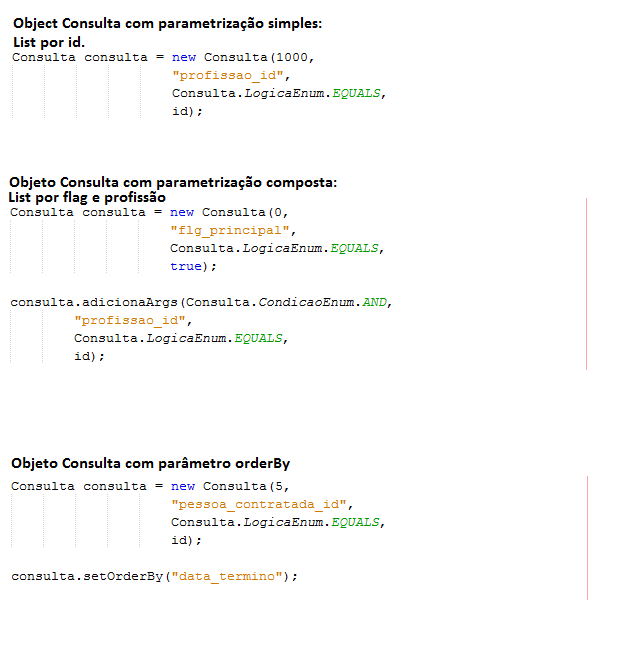 Object Consulta com parametrização simples:
List por id.
Consulta consulta = new Consulta(1000,
"profissao_id",
Consulta.LogicaEnum.EQUALS,
id);
Objeto Consulta com parametrização composta:
List por flag e profissão
Consulta consulta = new Consulta(0,
"flg_principal",
Consulta.LogicaEnum.EQUALS,
true);
consulta.adicionaArgs(Consulta.CondicaoEnum.AND,
"profissao_id",
Consulta.LogicaEnum.EQUALS,
id);
Objeto Consulta com parâmetro orderBy
Consulta consulta = new Consulta(5,
"pessoa_contratada_id",
Consulta.LogicaEnum.EQUALS,
id);
consulta.setOrderBy("data_termino");